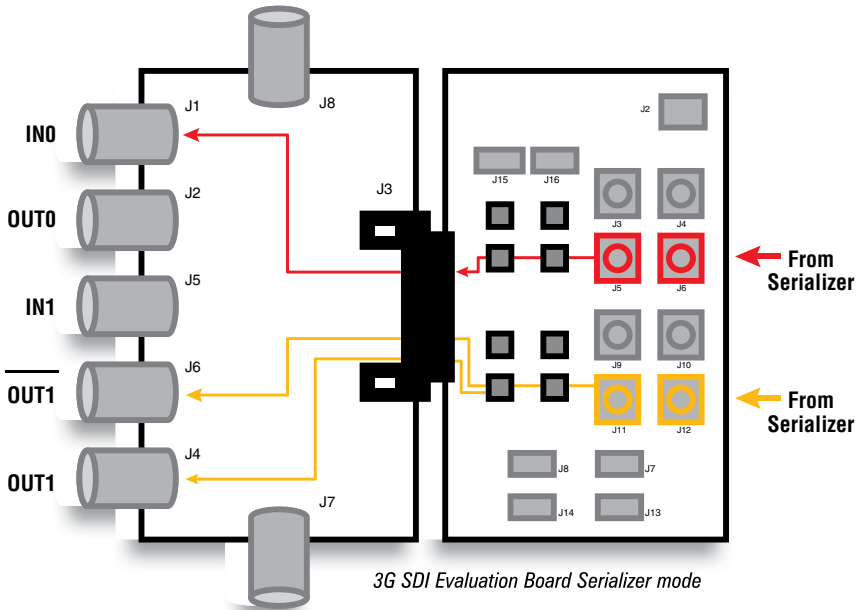 J1
J8
IN0
J2
OUT0
J3
J5
IN1
J6
OUT1
J4
OUT1
J7
J2
J15
J16
J3
J4
J5
J6
From
Serializer
J9
J10
J11
J12
From
Serializer
J8
J7
J14
J13
3G SDI Evaluation Board Serializer mode